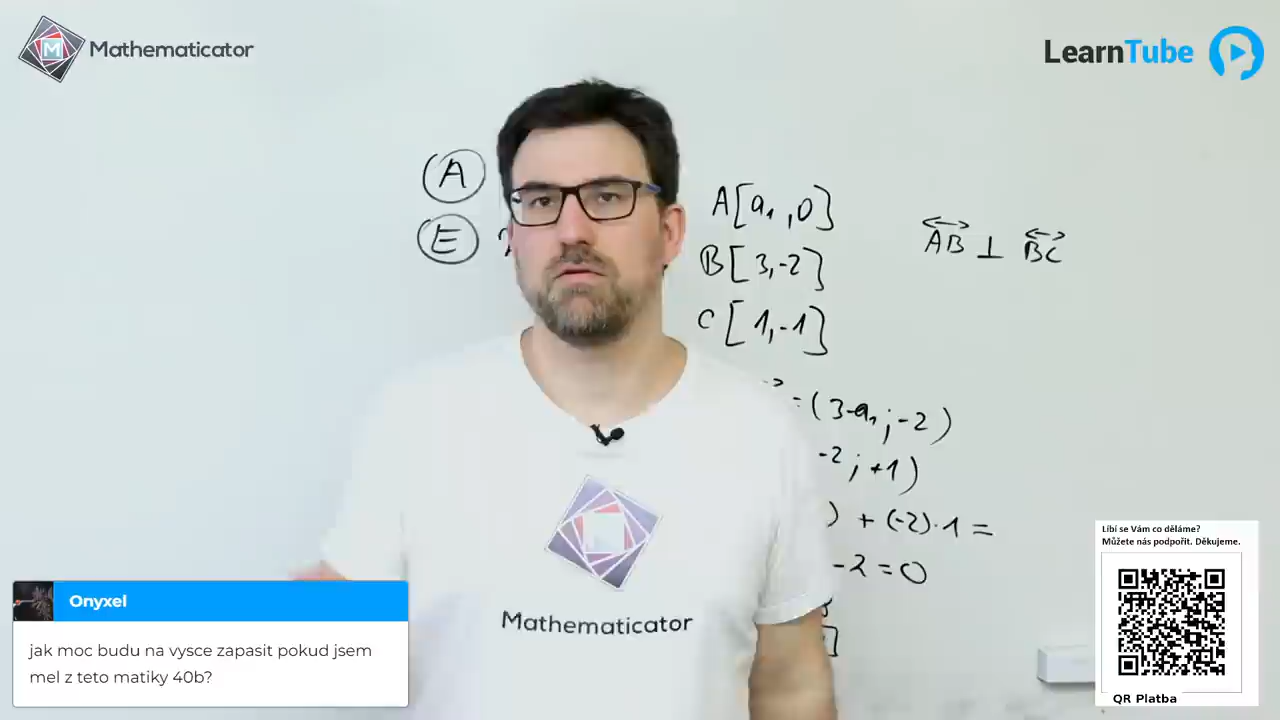 Mathematicator
LearnTube
A
E
A[a₁,0]
B[3,-2]
C[1,-1]
AB ⊥ BC
=(3-a₁;-2)
-2;+1)
) + (-2)·1 =
-2=0
Mathematicator
Onyxel
jak moc budu na vysce zapasit pokud jsem
mel z teto matiky 40b?
Líbí se Vám co děláme?
Můžete nás podpořit. Děkujeme.
QR Platba